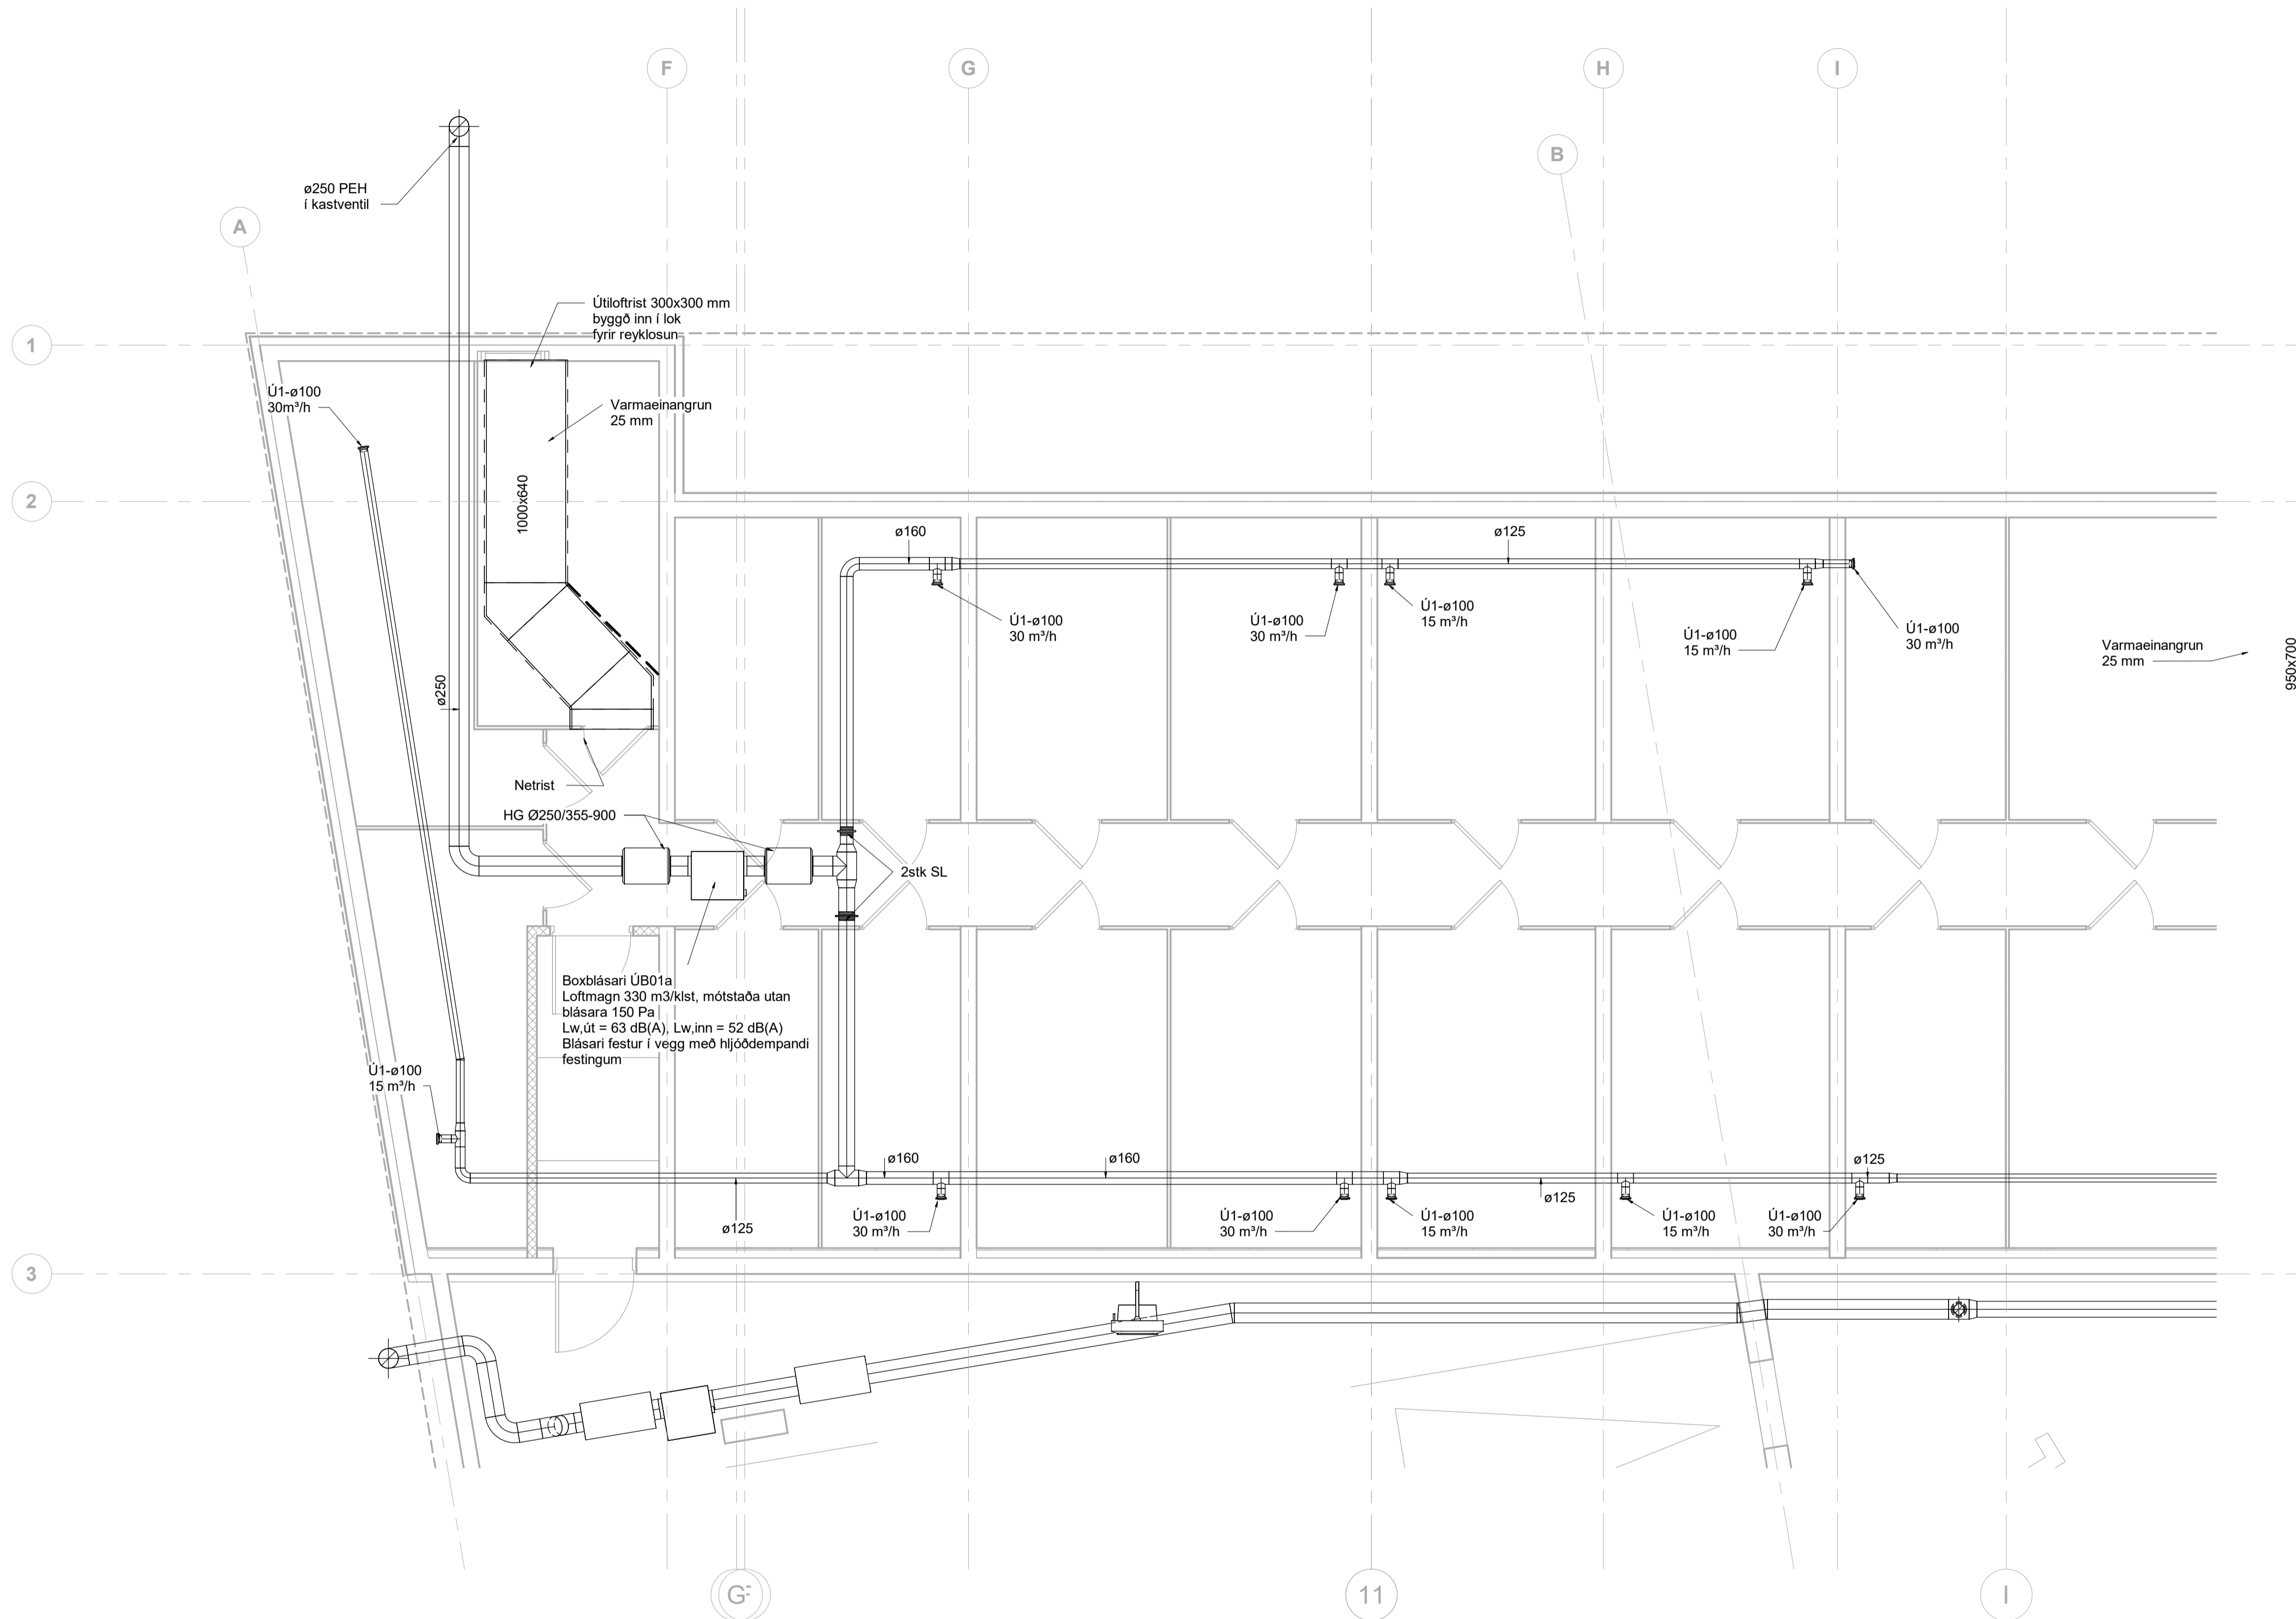 F
G
H
I
B
ø250 PEH
í kastventil
A
Útiloftrist 300x300 mm
byggð inn í lok
fyrir reyklosun
1
Ú1-ø100
30m³/h
Varmaeinangrun
25 mm
1000x640
2
ø160
ø125
Ú1-ø100
30 m³/h
Ú1-ø100
30 m³/h
Ú1-ø100
15 m³/h
Ú1-ø100
15 m³/h
Ú1-ø100
30 m³/h
Varmaeinangrun
25 mm
950x700
ø250
Netrist
HG Ø250/355-900
2stk SL
Boxblásari ÚB01a
Loftmagn 330 m3/klst, mótstaða utan
blásara 150 Pa
Lw,út = 63 dB(A), Lw,inn = 52 dB(A)
Blásari festur í vegg með hljóðdempandi
festingum
Ú1-ø100
15 m³/h
ø160
ø160
ø125
ø125
ø125
Ú1-ø100
30 m³/h
Ú1-ø100
30 m³/h
Ú1-ø100
15 m³/h
Ú1-ø100
15 m³/h
Ú1-ø100
30 m³/h
3
G
11
I